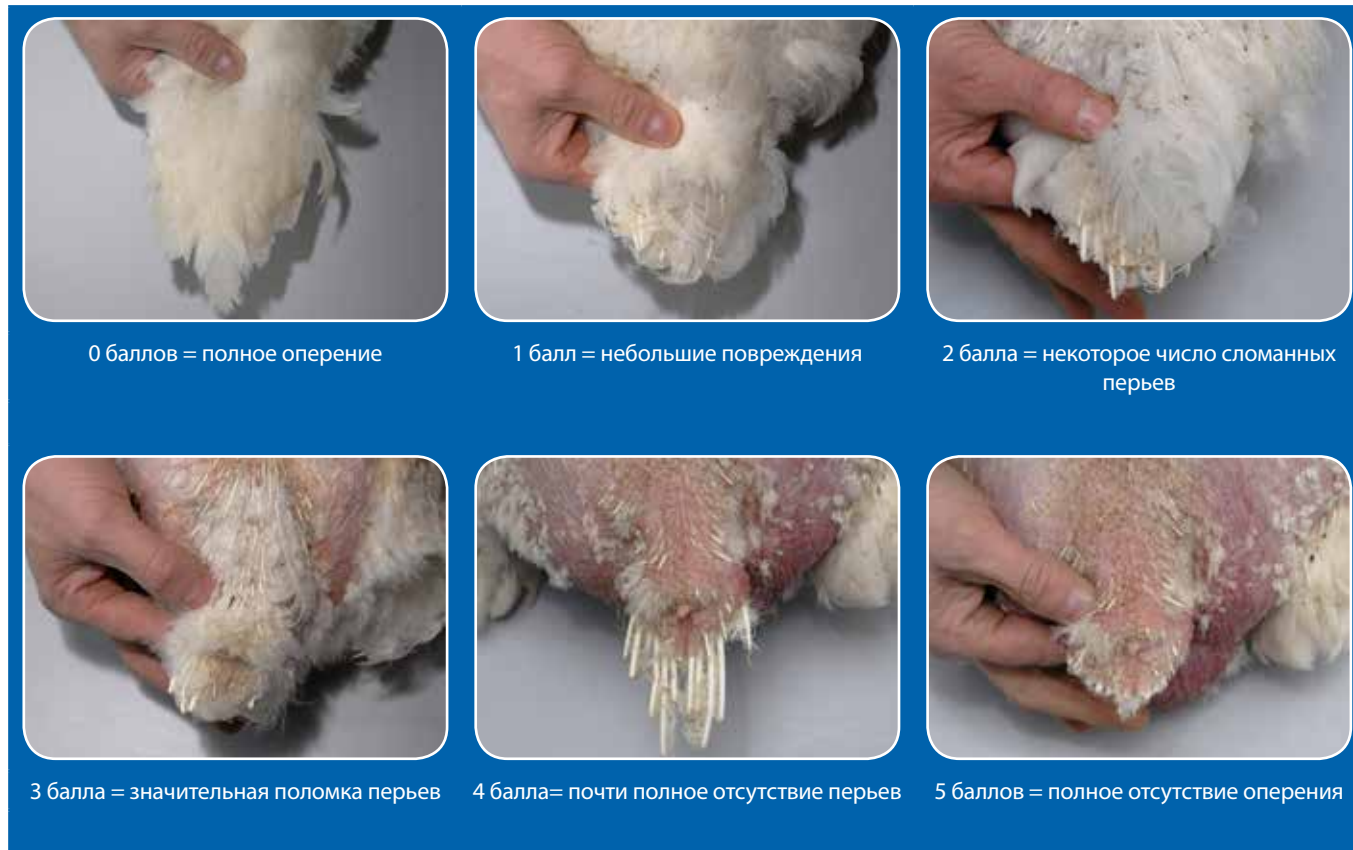 0 баллов = полное оперение
1 балл = небольшие повреждения
2 балла = некоторое число сломанных
перьев
3 балла = значительная поломка перьев
4 балла= почти полное отсутствие перьев
5 баллов = полное отсутствие оперения